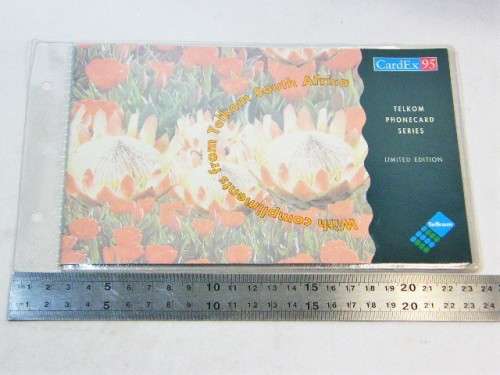 CardEx 95
With compliments from Telkom South Africa
TELKOM
PHONECARD
SERIES
LIMITED EDITION
Telkom
1 2 3 4 5 6 7 8 9 10 11 12 13 14 15 16 17 18 19 20 21 22 23 24
1 2 3 4 5 6 7 8 9 10 11 12 13 14 15 16 17 18 19 20 21 22 23 24